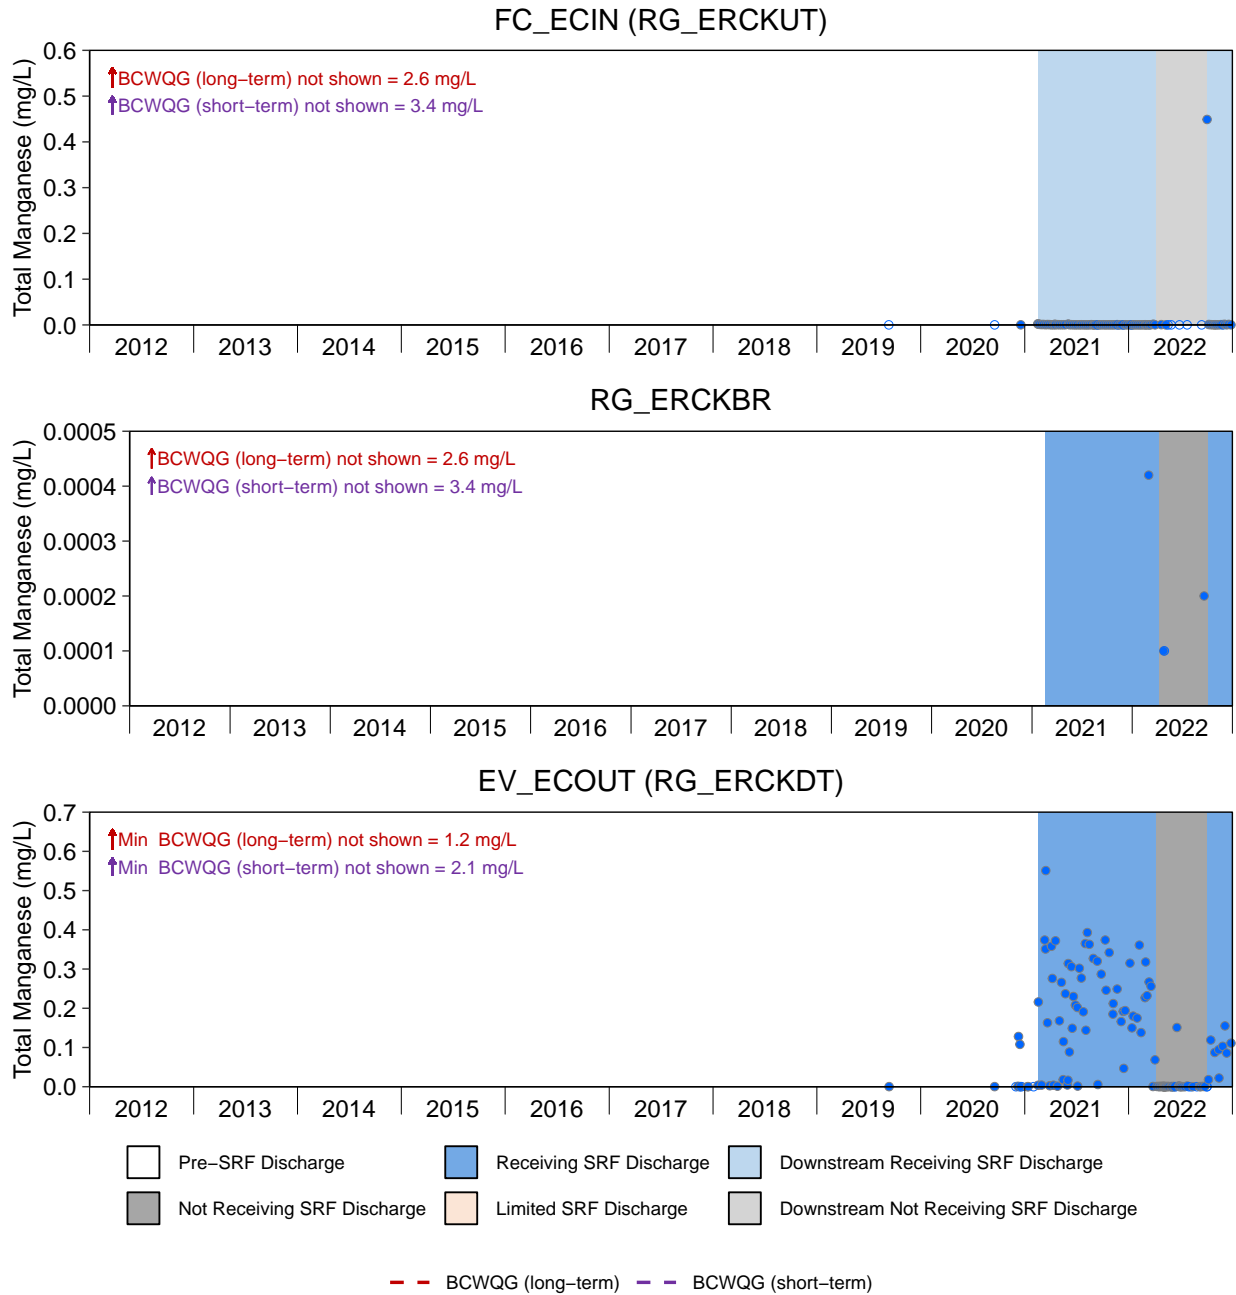 FC_ECIN (RG_ERCKUT)
Total Manganese (mg/L)
0.6
0.5
0.4
0.3
0.2
0.1
0.0
BCWQG (long−term) not shown = 2.6 mg/L
BCWQG (short−term) not shown = 3.4 mg/L
2012 2013 2014 2015 2016 2017 2018 2019 2020 2021 2022
RG_ERCKBR
Total Manganese (mg/L)
0.0005
0.0004
0.0003
0.0002
0.0001
0.0000
BCWQG (long−term) not shown = 2.6 mg/L
BCWQG (short−term) not shown = 3.4 mg/L
2012 2013 2014 2015 2016 2017 2018 2019 2020 2021 2022
EV_ECOUT (RG_ERCKDT)
Total Manganese (mg/L)
0.7
0.6
0.5
0.4
0.3
0.2
0.1
0.0
Min BCWQG (long−term) not shown = 1.2 mg/L
Min BCWQG (short−term) not shown = 2.1 mg/L
2012 2013 2014 2015 2016 2017 2018 2019 2020 2021 2022
Pre−SRF Discharge Receiving SRF Discharge Downstream Receiving SRF Discharge
Not Receiving SRF Discharge Limited SRF Discharge Downstream Not Receiving SRF Discharge
BCWQG (long−term) BCWQG (short−term)